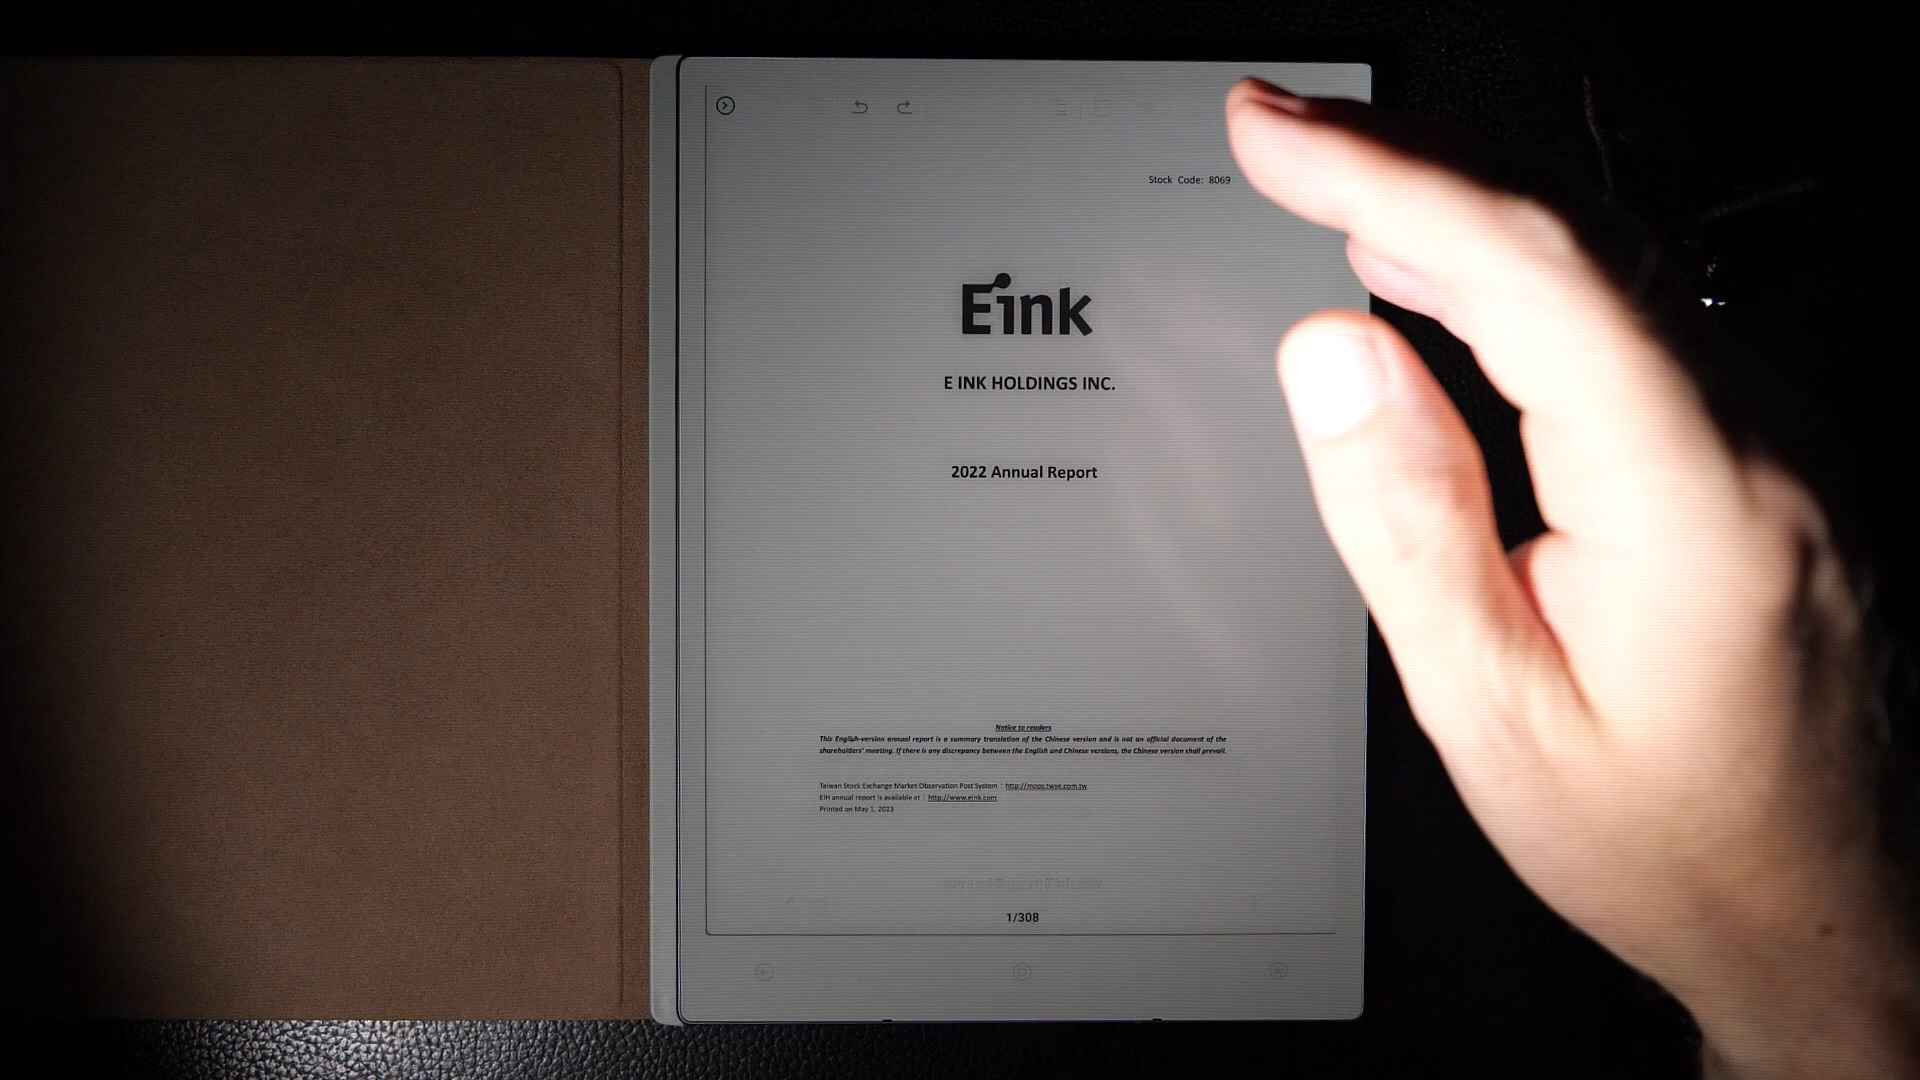 Stock Code: 8069
Eink
E INK HOLDINGS INC.
2022 Annual Report
Notice to readers
This English-version annual report is a summary translation of the Chinese version and is not an official document of the
shareholders' meeting. If there is any discrepancy between the English and Chinese versions, the Chinese version shall prevail.
Taiwan Stock Exchange Market Observation Post System：http://mops.twse.com.tw
EIH annual report is available at：http://www.eink.com
Printed on May 1, 2023
1/308